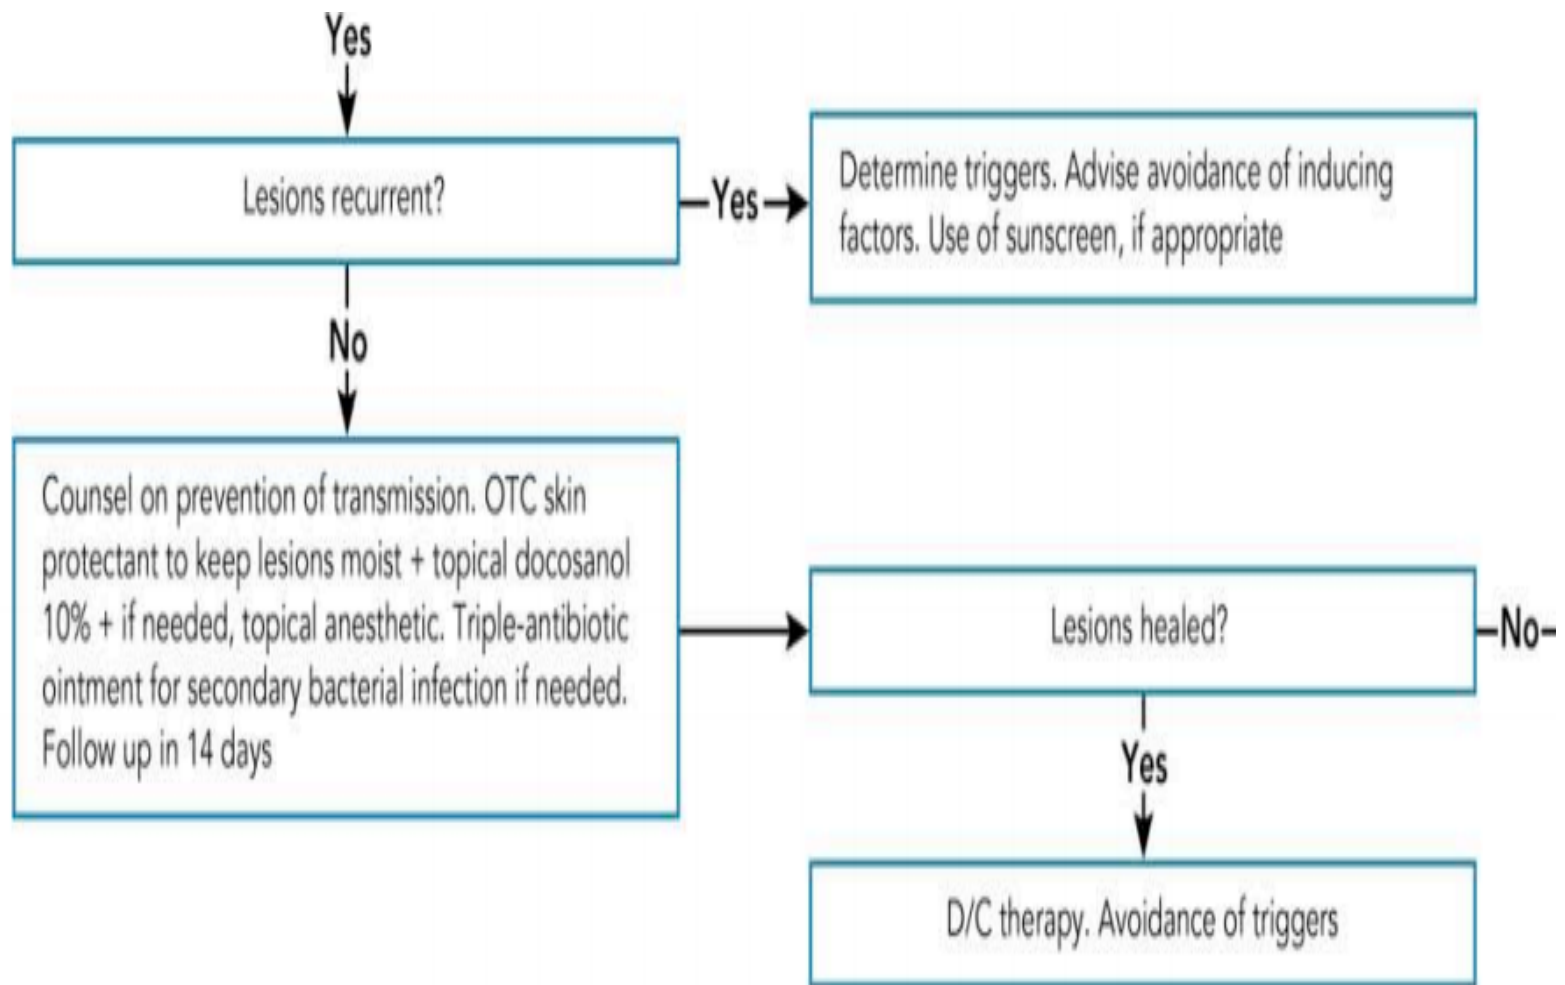 Yes
Lesions recurrent?
Yes
Determine triggers. Advise avoidance of inducing
factors. Use of sunscreen, if appropriate
No
Counsel on prevention of transmission. OTC skin
protectant to keep lesions moist + topical docosanol
10% + if needed, topical anesthetic. Triple-antibiotic
ointment for secondary bacterial infection if needed.
Follow up in 14 days
Lesions healed?
No
Yes
D/C therapy. Avoidance of triggers